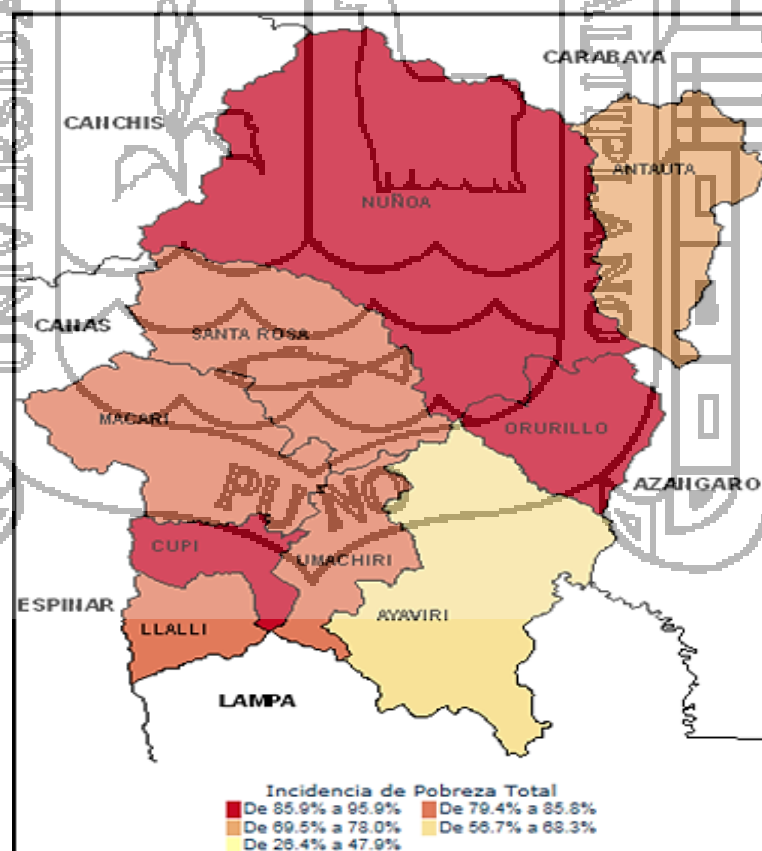 CARABAYA
CANCHIS
ANTAUTA
NUÑOA
CANAS
SANTA ROSA
MACARI
ORURILLO
PUNO
AZANGARO
CUPI
UMACHIRI
ESPINAR
AYAVIRI
LLALLI
LAMPA
Incidencia de Pobreza Total
De 85.9% a 95.9% De 79.4% a 85.8%
De 69.5% a 78.0% De 56.7% a 68.3%
De 26.4% a 47.9%